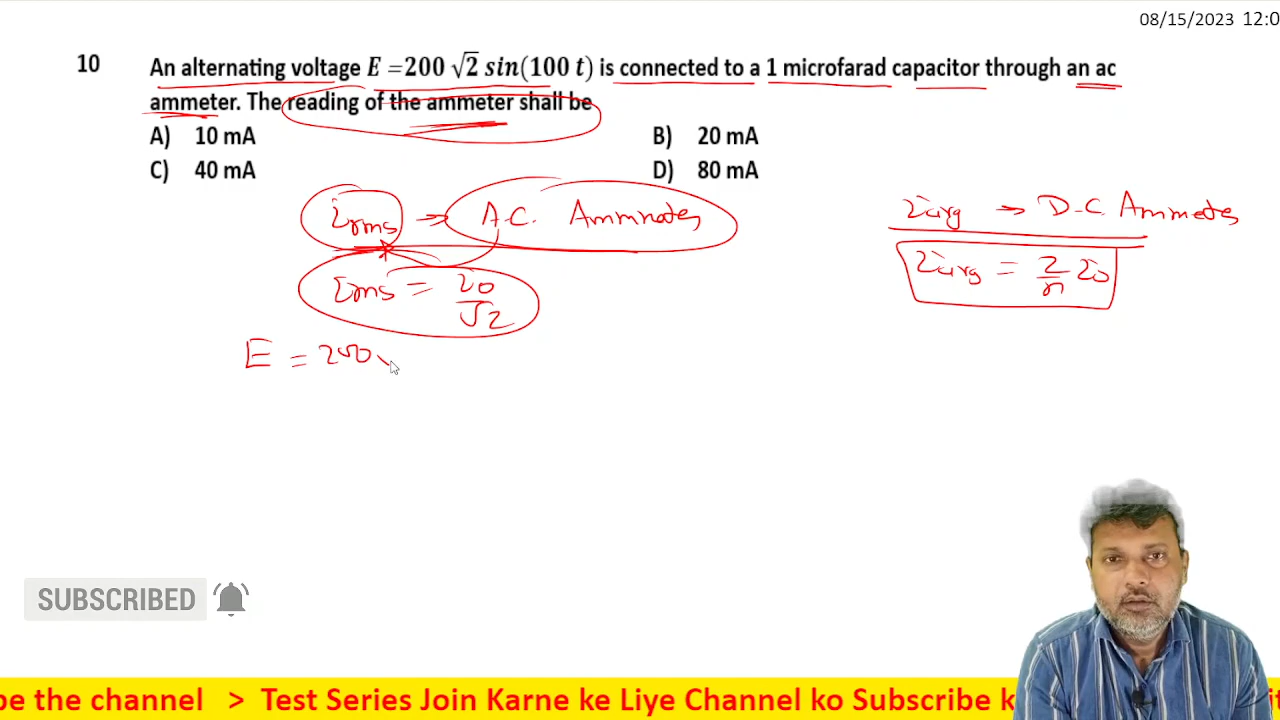 08/15/2023 12:0
10 An alternating voltage E =200 √2 sin(100 t) is connected to a 1 microfarad capacitor through an ac
ammeter. The reading of the ammeter shall be
A) 10 mA B) 20 mA
C) 40 mA D) 80 mA
Irms → A.C. Ammmetes
Iavg → D.C Ammetes
Irms = I0/√2
Iavg = 2/π I0
E = 200
SUBSCRIBED
be the channel > Test Series Join Karne ke Liye Channel ko Subscribe k